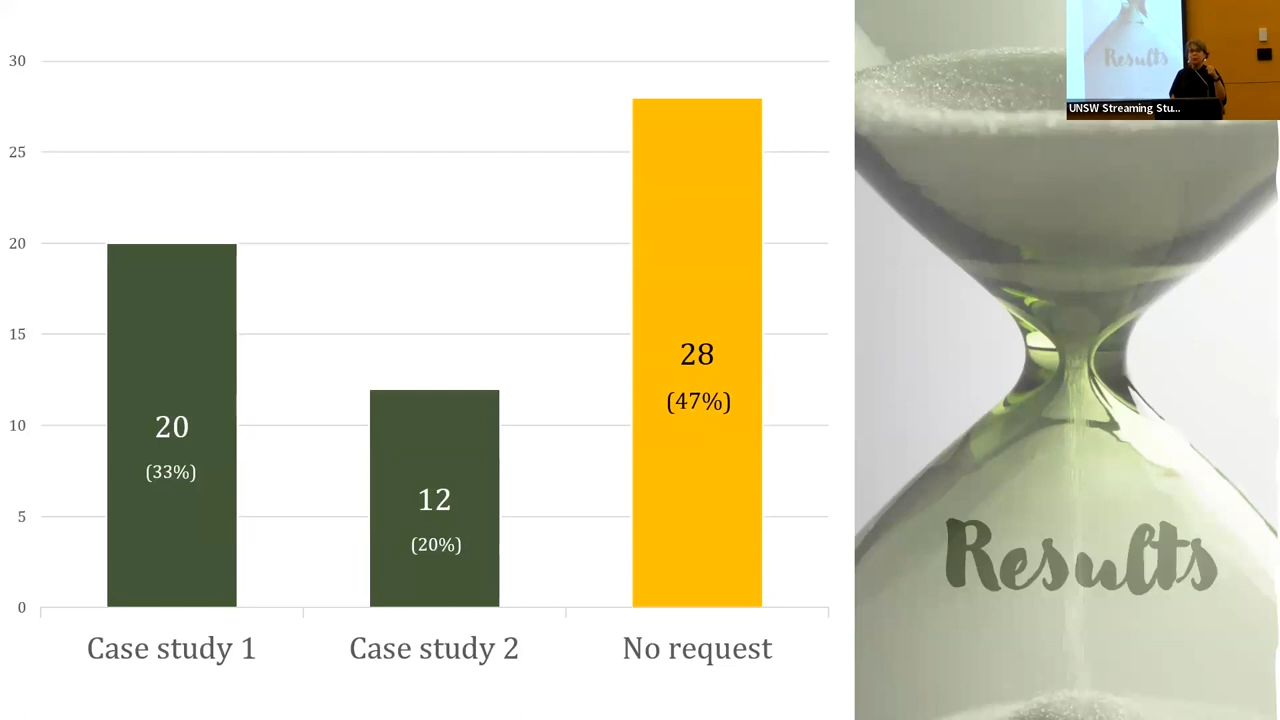 30
25
20
15
10
5
0
20
(33%)
12
(20%)
28
(47%)
Case study 1
Case study 2
No request
Results
Results
UNSW Streaming Stu...